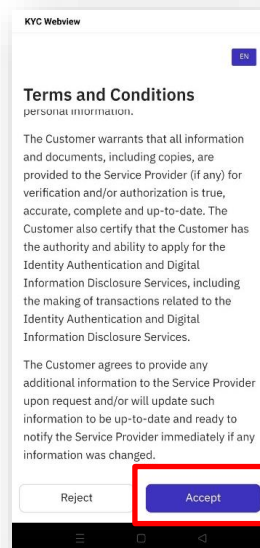 KYC Webview
EN
Terms and Conditions
personal information.
The Customer warrants that all information
and documents, including copies, are
provided to the Service Provider (if any) for
verification and/or authorization is true,
accurate, complete and up-to-date. The
Customer also certify that the Customer has
the authority and ability to apply for the
Identity Authentication and Digital
Information Disclosure Services, including
the making of transactions related to the
Identity Authentication and Digital
Information Disclosure Services.
The Customer agrees to provide any
additional information to the Service Provider
upon request and/or will update such
information to be up-to-date and ready to
notify the Service Provider immediately if any
information was changed.
Reject
Accept